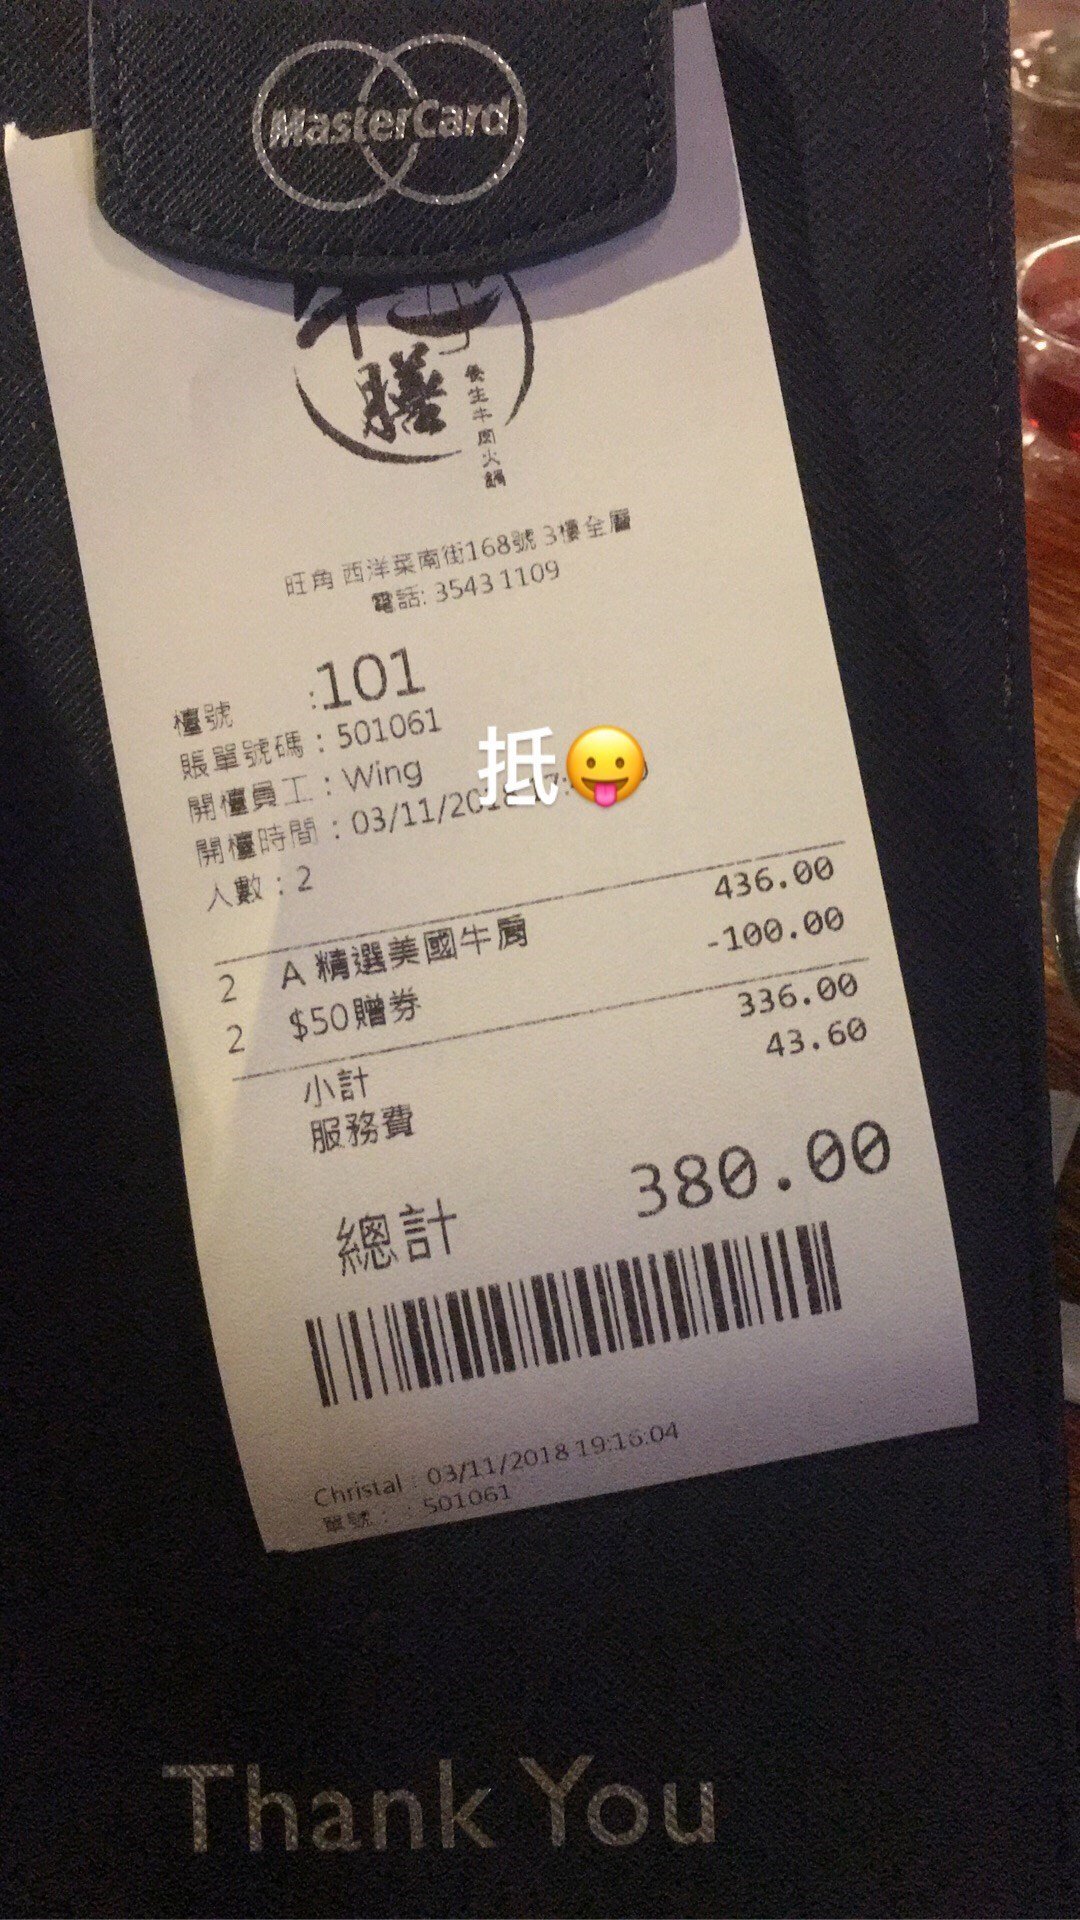 MasterCard
膳
養生牛肉火鍋
旺角 西洋菜南街168號 3樓全層
電話: 3543 1109
檯號 :101
賬單號碼 : 501061
抵😛
開檯員工 : Wing
開檯時間 : 03/11/2018
人數 : 2
2 A 精選美國牛肩 436.00
2 $50贈券 -100.00
小計 336.00
服務費 43.60
總計 380.00
Christal : 03/11/2018 19:16:04
單號 : : 501061
Thank You